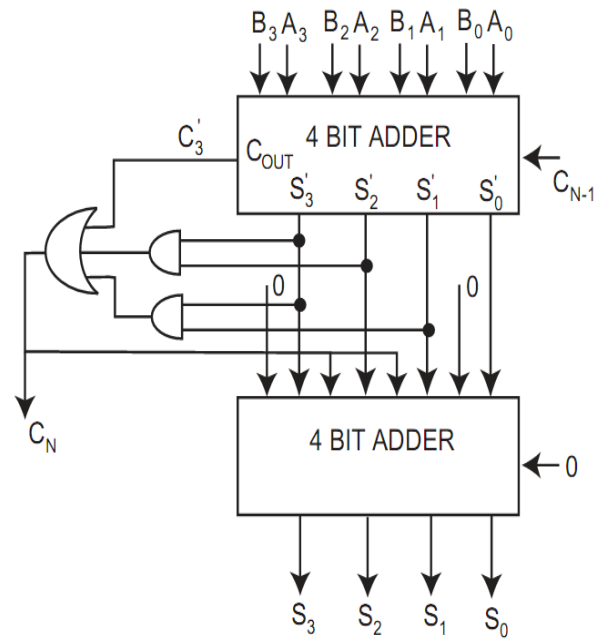 B3 A3 B2 A2 B1 A1 B0 A0
4 BIT ADDER
C3' COUT
CN-1
S3' S2' S1' S0'
0 0
4 BIT ADDER
CN
0
S3 S2 S1 S0